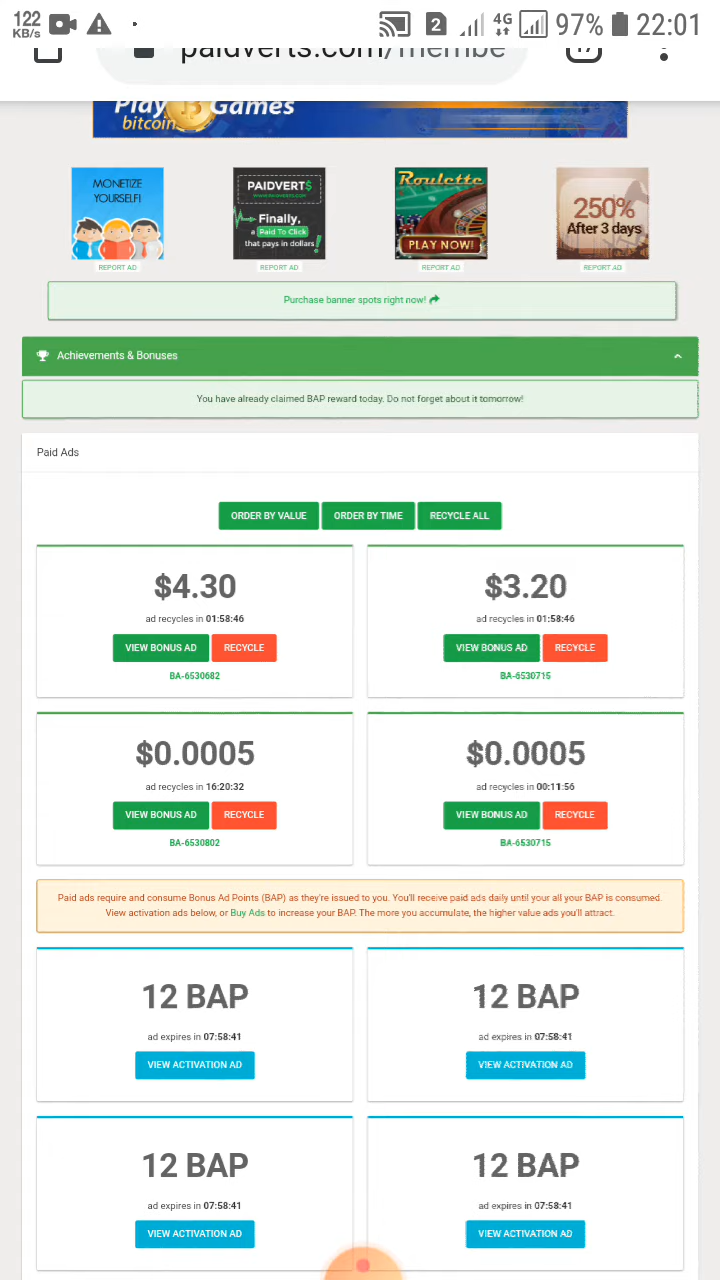 122 KB/s 2 4G 97% 22:01
paidverts.com/membe
Play Games
bitcoin
MONETIZE YOURSELF!
PAIDVERT$
Finally,
a Paid To Click
that pays in dollars!
Roulette
PLAY NOW!
250%
After 3 days
REPORT AD REPORT AD REPORT AD REPORT AD
Purchase banner spots right now!
Achievements & Bonuses
You have already claimed BAP reward today. Do not forget about it tomorrow!
Paid Ads
ORDER BY VALUE ORDER BY TIME RECYCLE ALL
$4.30 $3.20
ad recycles in 01:58:46 ad recycles in 01:58:46
VIEW BONUS AD RECYCLE VIEW BONUS AD RECYCLE
BA-6530682 BA-6530715
$0.0005 $0.0005
ad recycles in 16:20:32 ad recycles in 00:11:56
VIEW BONUS AD RECYCLE VIEW BONUS AD RECYCLE
BA-6530802 BA-6530715
Paid ads require and consume Bonus Ad Points (BAP) as they're issued to you. You'll receive paid ads daily until your all your BAP is consumed.
View activation ads below, or Buy Ads to increase your BAP. The more you accumulate, the higher value ads you'll attract.
12 BAP 12 BAP
ad expires in 07:58:41 ad expires in 07:58:41
VIEW ACTIVATION AD VIEW ACTIVATION AD
12 BAP 12 BAP
ad expires in 07:58:41 ad expires in 07:58:41
VIEW ACTIVATION AD VIEW ACTIVATION AD